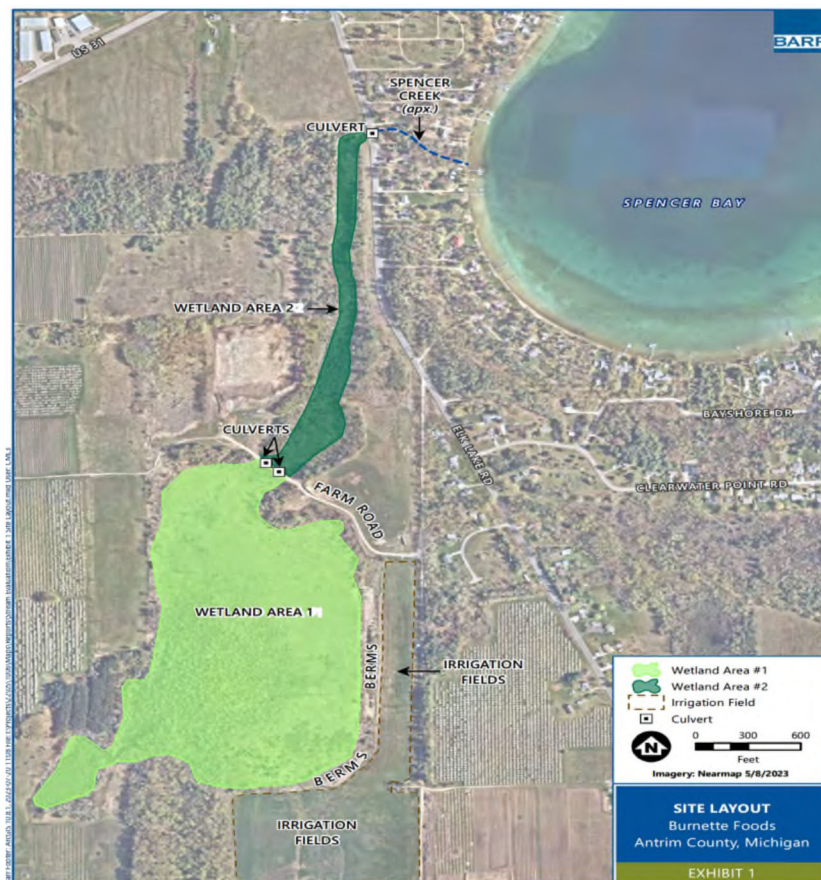 BARR
US 31
SPENCER
CREEK
(apx.)
CULVERT
SPENCER BAY
WETLAND AREA 2
BAYSHORE DR
CULVERTS
ELK LAKE RD
CLEARWATER POINT RD
FARM ROAD
WETLAND AREA 1
BERMS
IRRIGATION
FIELDS
BERMS
IRRIGATION
FIELDS
Wetland Area #1
Wetland Area #2
Irrigation Field
Culvert
N
0 300 600
Feet
Imagery: Nearmap 5/8/2023
SITE LAYOUT
Burnette Foods
Antrim County, Michigan
EXHIBIT 1